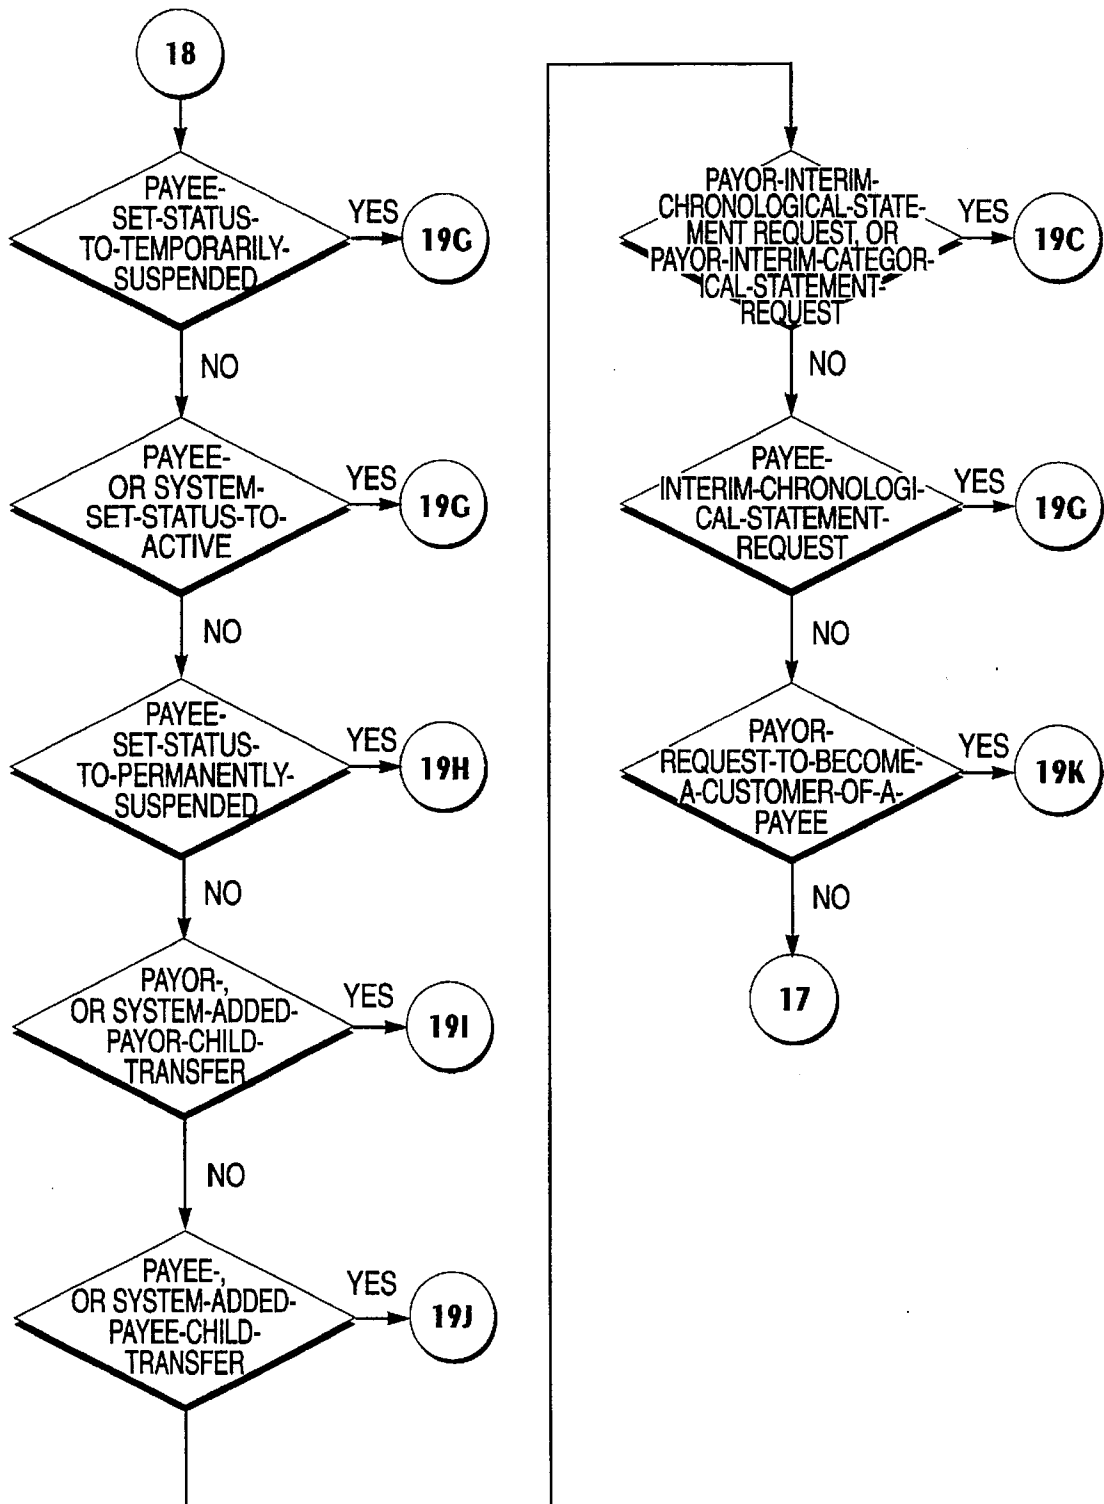 18
PAYEE-
SET-STATUS-
TO-TEMPORARILY-
SUSPENDED
YES
19G
NO
PAYEE-
OR SYSTEM-
SET-STATUS-TO-
ACTIVE
YES
19G
NO
PAYEE-
SET-STATUS-
TO-PERMANENTLY-
SUSPENDED
YES
19H
NO
PAYOR-,
OR SYSTEM-ADDED-
PAYOR-CHILD-
TRANSFER
YES
19I
NO
PAYEE-,
OR SYSTEM-ADDED-
PAYEE-CHILD-
TRANSFER
YES
19J
PAYOR-INTERIM-
CHRONOLOGICAL-STATE-
MENT REQUEST, OR
PAYOR-INTERIM-CATEGOR-
ICAL-STATEMENT-
REQUEST
YES
19C
NO
PAYEE-
INTERIM-CHRONOLOGI-
CAL-STATEMENT-
REQUEST
YES
19G
NO
PAYOR-
REQUEST-TO-BECOME-
A-CUSTOMER-OF-A-
PAYEE
YES
19K
NO
17